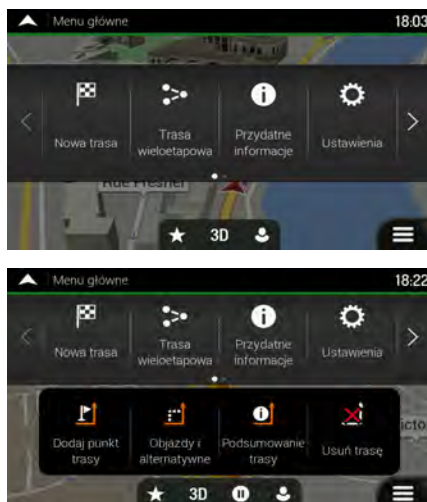 Menu główne 18:03
Nowa trasa
Trasa
wieloetapowa
Przydatne
informacje
Ustawienia
3D
Menu główne 18:22
Nowa trasa
Trasa
wieloetapowa
Przydatne
informacje
Ustawienia
Dodaj punkt
trasy
Objazdy i
alternatywne
Podsumowanie
trasy
Usuń trasę
3D